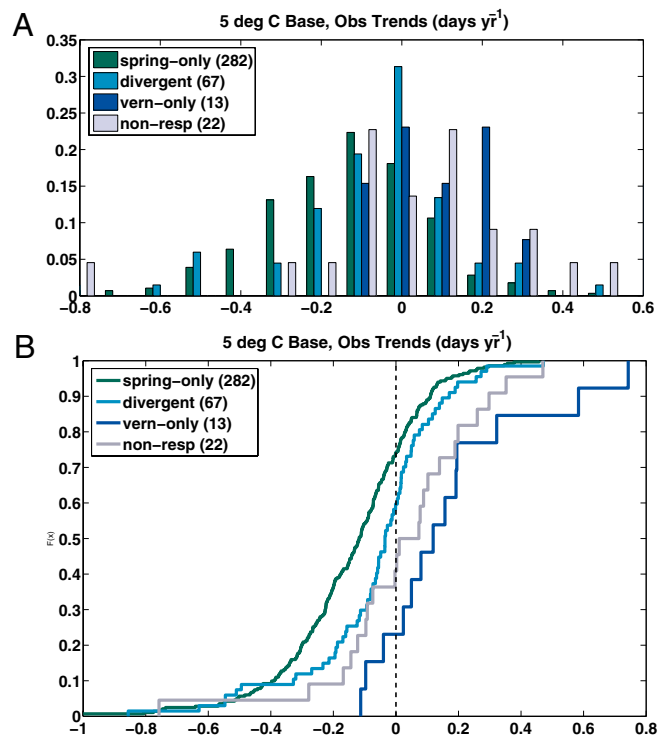 A
5 deg C Base, Obs Trends (days yr̄¹)
0.35
0.3
0.25
0.2
0.15
0.1
0.05
0
spring-only (282)
divergent (67)
vern-only (13)
non-resp (22)
-0.8 -0.6 -0.4 -0.2 0 0.2 0.4 0.6
B
5 deg C Base, Obs Trends (days yr̄¹)
1
0.9
0.8
0.7
0.6
0.5
0.4
0.3
0.2
0.1
0
F(x)
spring-only (282)
divergent (67)
vern-only (13)
non-resp (22)
-1 -0.8 -0.6 -0.4 -0.2 0 0.2 0.4 0.6 0.8